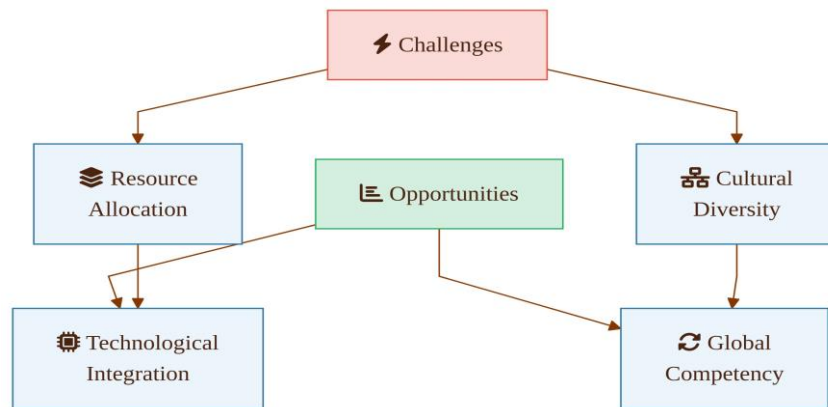 Challenges
Resource
Allocation
Opportunities
Cultural
Diversity
Technological
Integration
Global
Competency